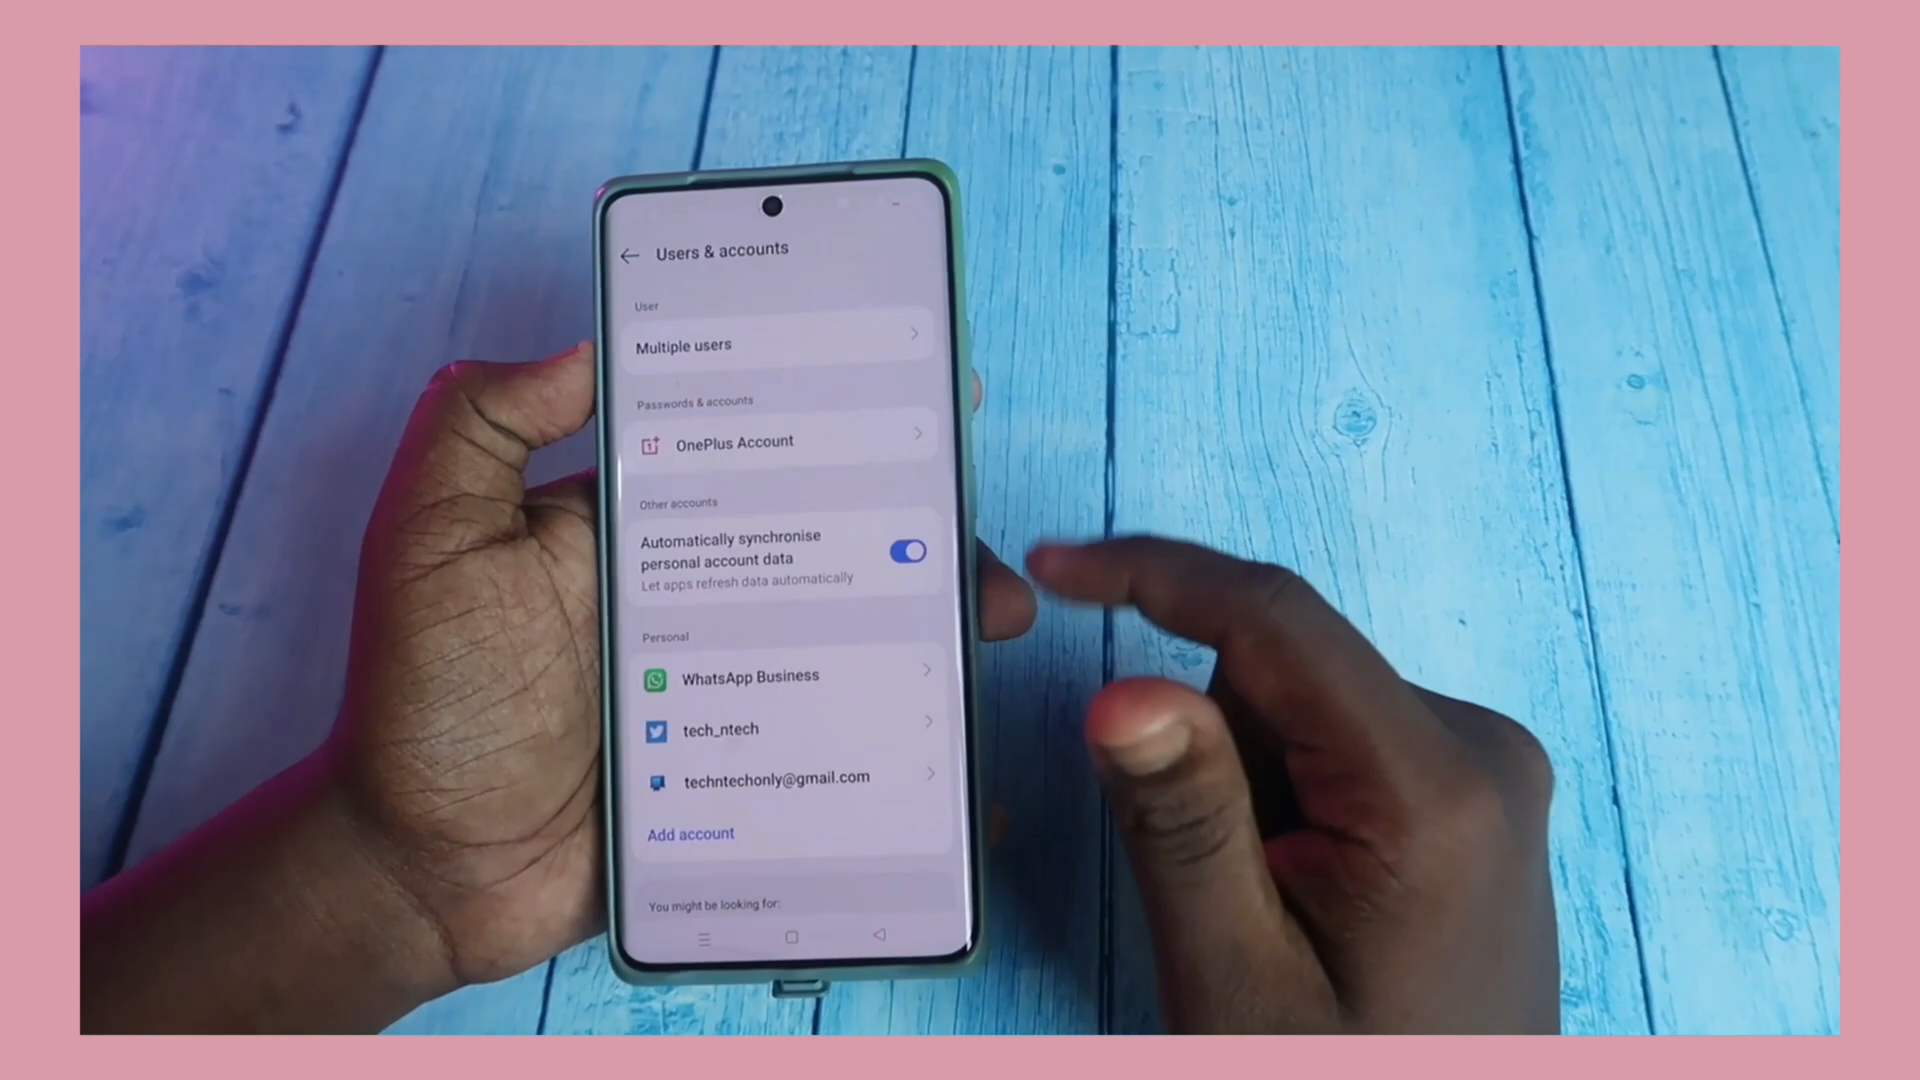 Users & accounts
User
Multiple users
Passwords & accounts
OnePlus Account
Other accounts
Automatically synchronise
personal account data
Let apps refresh data automatically
Personal
WhatsApp Business
tech_ntech
techntechonly@gmail.com
Add account
You might be looking for: